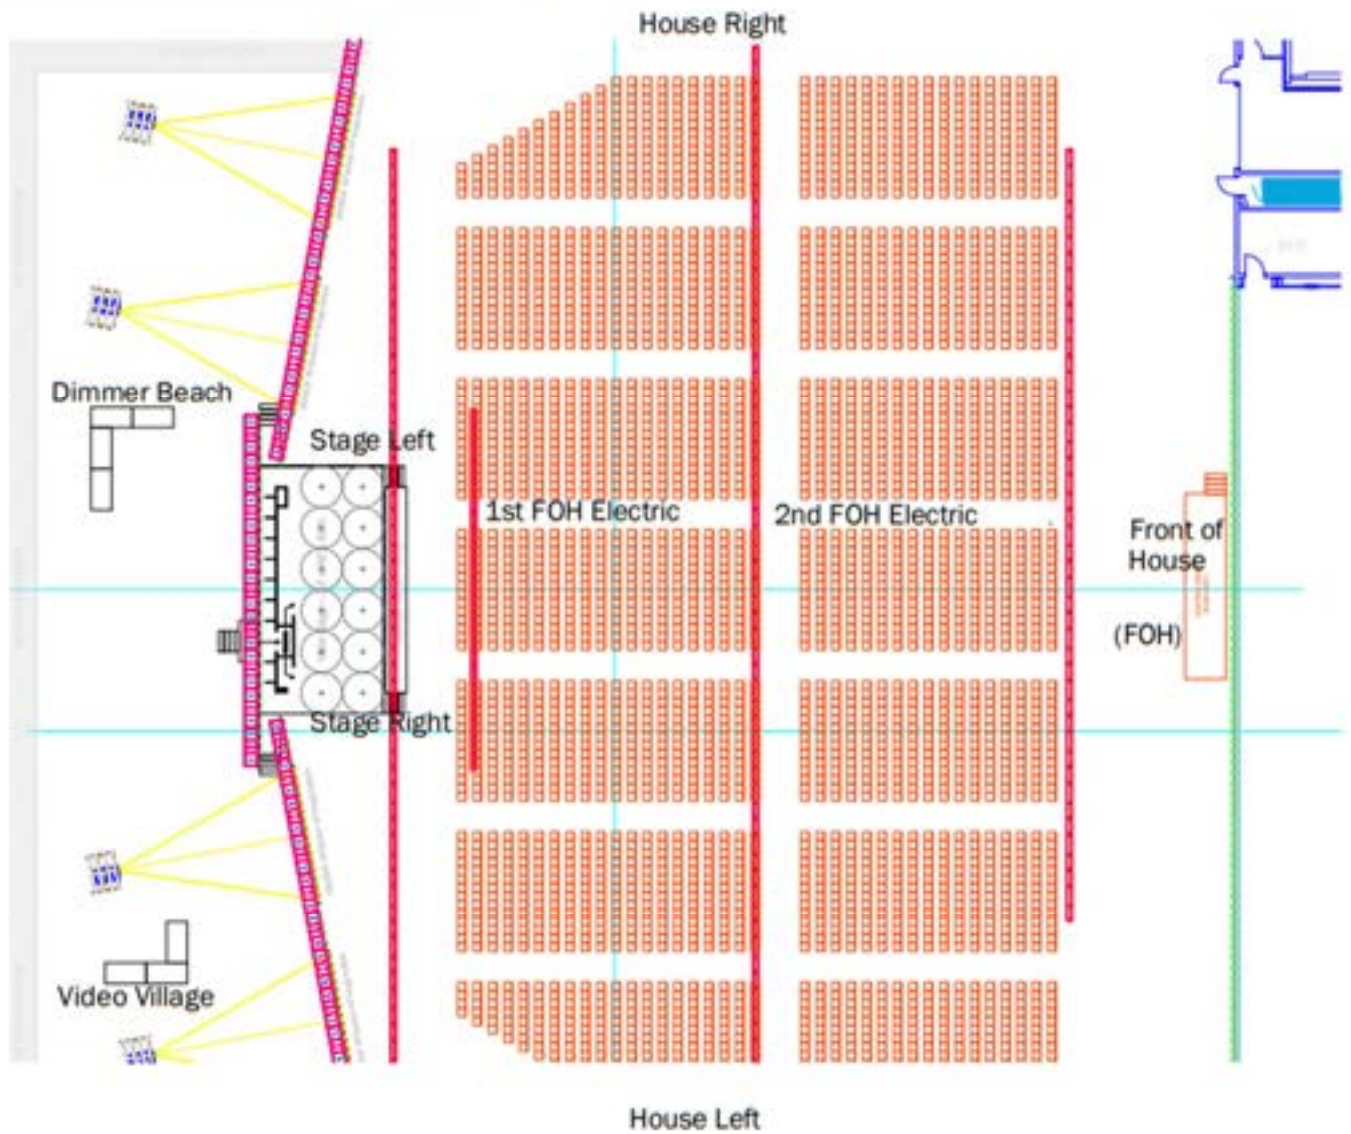 House Right
Dimmer Beach
Stage Left
1st FOH Electric
2nd FOH Electric
Front of
House
(FOH)
Stage Right
Video Village
House Left